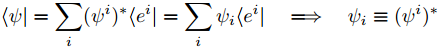 ⟨ψ| = ∑_i (ψ^i)^* ⟨e^i| = ∑_i ψ_i ⟨e^i| ⟹ ψ_i ≡ (ψ^i)^*